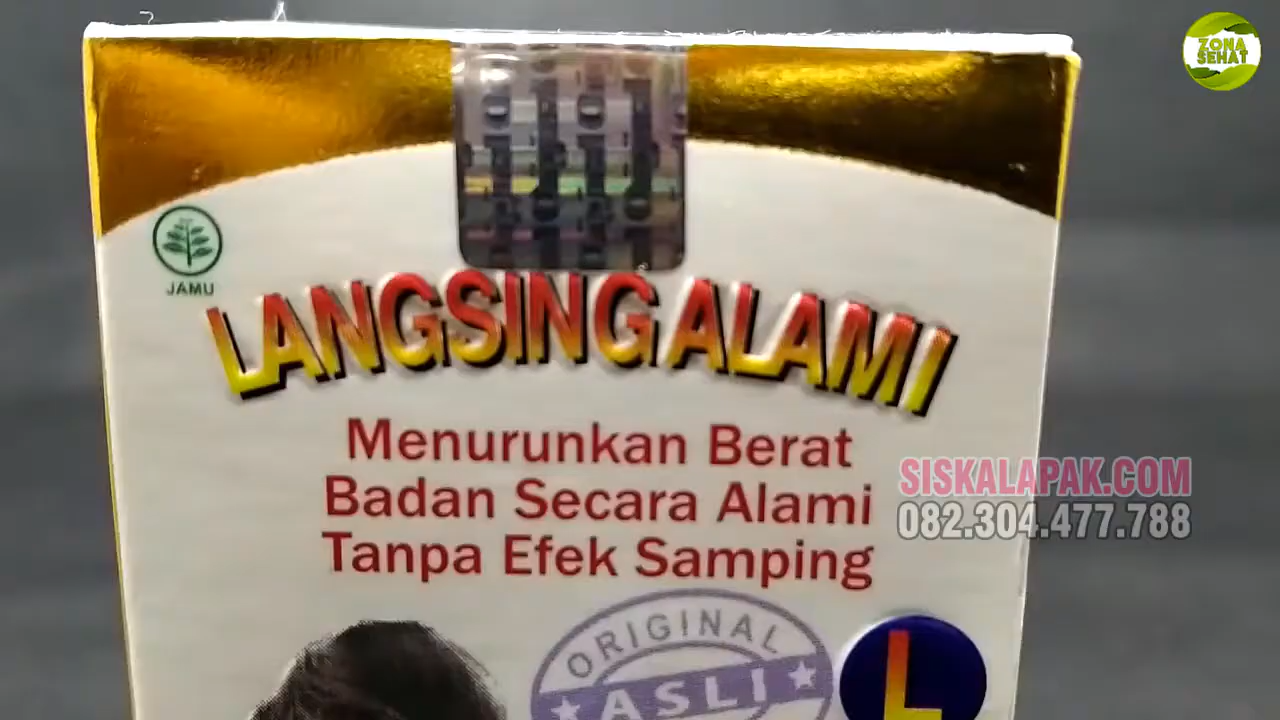 ZONA
SEHAT
JAMU
LANGSING ALAMI
Menurunkan Berat
Badan Secara Alami
Tanpa Efek Samping
SISKALAPAK.COM
082.304.477.788
ORIGINAL
ASLI
L